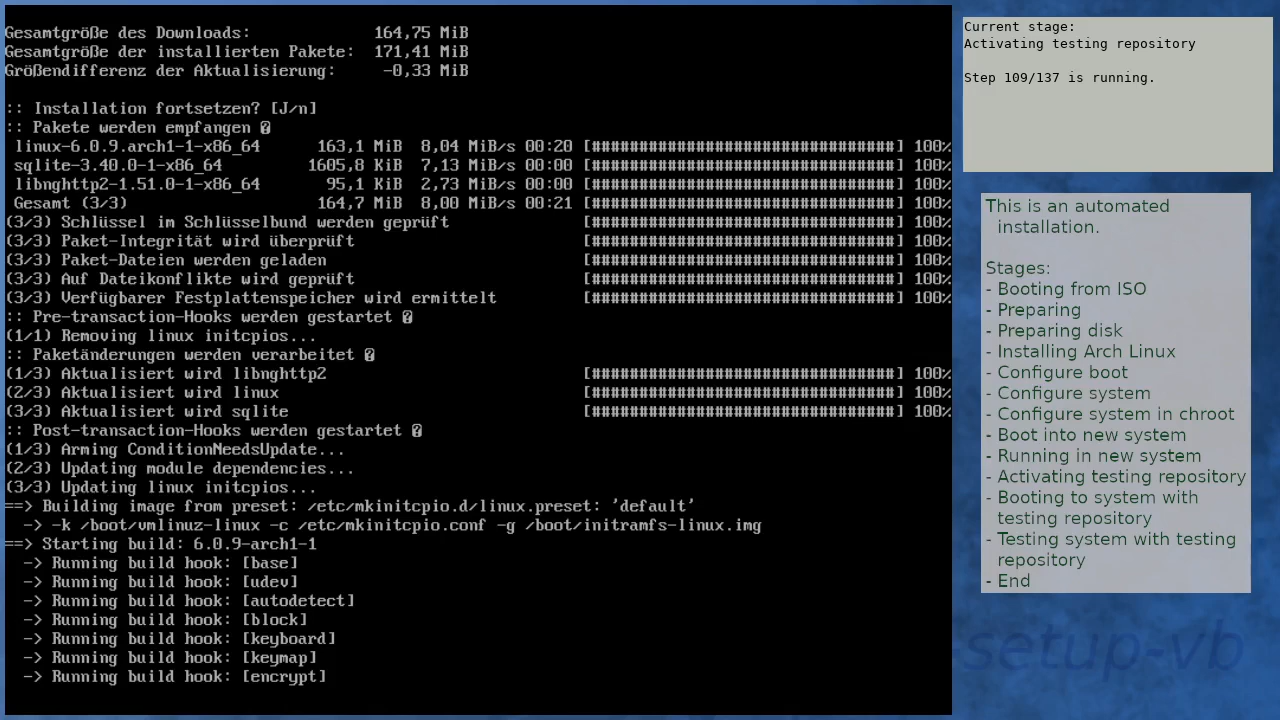 Gesamtgröße des Downloads:             164,75 MiB
Gesamtgröße der installierten Pakete:  171,41 MiB
Größendifferenz der Aktualisierung:     -0,33 MiB
:: Installation fortsetzen? [J/n]
:: Pakete werden empfangen �
linux-6.0.9.arch1-1-x86_64      163,1 MiB  8,04 MiB/s 00:20 [################################] 100%
sqlite-3.40.0-1-x86_64         1605,8 KiB  7,13 MiB/s 00:00 [################################] 100%
libnghttp2-1.51.0-1-x86_64       95,1 KiB  2,73 MiB/s 00:00 [################################] 100%
Gesamt (3/3)                    164,7 MiB  8,00 MiB/s 00:21 [################################] 100%
(3/3) Schlüssel im Schlüsselbund werden geprüft              [################################] 100%
(3/3) Paket-Integrität wird überprüft                        [################################] 100%
(3/3) Paket-Dateien werden geladen                           [################################] 100%
(3/3) Auf Dateikonflikte wird geprüft                        [################################] 100%
(3/3) Verfügbarer Festplattenspeicher wird ermittelt         [################################] 100%
:: Pre-transaction-Hooks werden gestartet �
(1/1) Removing linux initcpios...
:: Paketänderungen werden verarbeitet �
(1/3) Aktualisiert wird libnghttp2                           [################################] 100%
(2/3) Aktualisiert wird linux                                [################################] 100%
(3/3) Aktualisiert wird sqlite                               [################################] 100%
:: Post-transaction-Hooks werden gestartet �
(1/3) Arming ConditionNeedsUpdate...
(2/3) Updating module dependencies...
(3/3) Updating linux initcpios...
==> Building image from preset: /etc/mkinitcpio.d/linux.preset: 'default'
-> -k /boot/vmlinuz-linux -c /etc/mkinitcpio.conf -g /boot/initramfs-linux.img
==> Starting build: 6.0.9-arch1-1
-> Running build hook: [base]
-> Running build hook: [udev]
-> Running build hook: [autodetect]
-> Running build hook: [block]
-> Running build hook: [keyboard]
-> Running build hook: [keymap]
-> Running build hook: [encrypt]
Current stage:
Activating testing repository
Step 109/137 is running.
This is an automated
installation.
Stages:
- Booting from ISO
- Preparing
- Preparing disk
- Installing Arch Linux
- Configure boot
- Configure system
- Configure system in chroot
- Boot into new system
- Running in new system
- Activating testing repository
- Booting to system with
testing repository
- Testing system with testing
repository
- End
-setup-vb